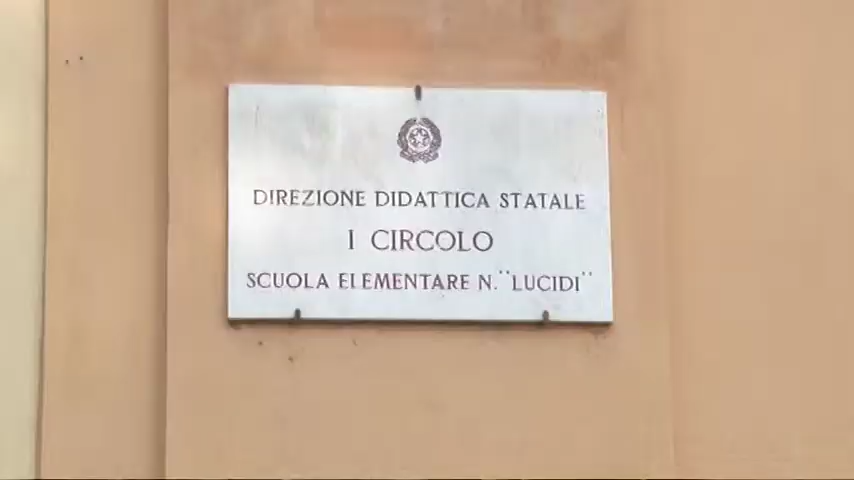 DIREZIONE DIDATTICA STATALE
I CIRCOLO
SCUOLA ELEMENTARE N. "LUCIDI"